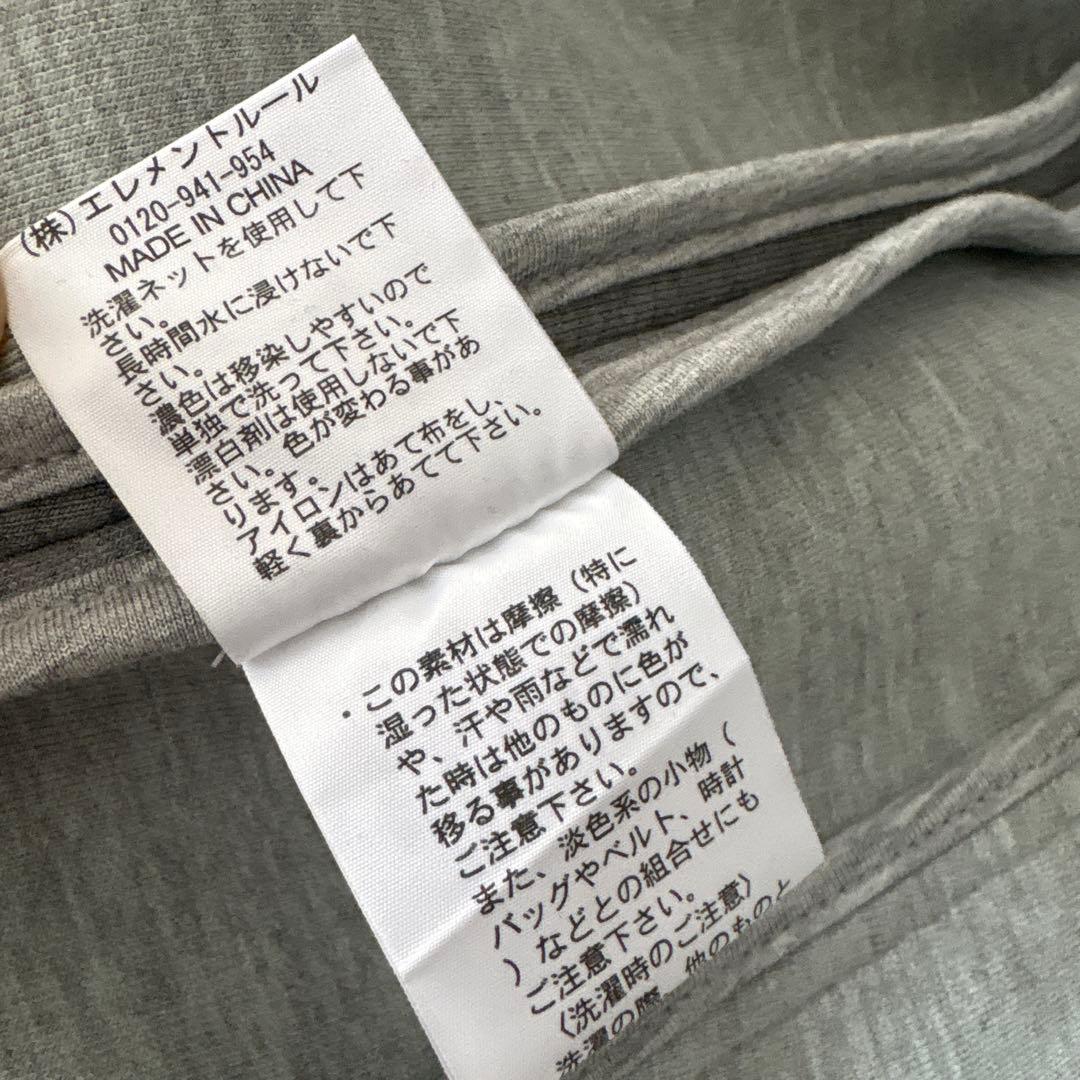 (株)エレメントルール
0120-941-954
MADE IN CHINA
洗濯ネットを使用して下
さい。
長時間水に浸けないで下
さい。
濃色は移染しやすいので
単独で洗って下さい。
漂白剤は使用しないで下
さい。色が変わる事があ
ります。
アイロンはあて布をし、
軽く裏からあてて下さい。
・この素材は摩擦（特に
湿った状態での摩擦）
や、汗や雨などで濡れ
た時は他のものに色が
移る事がありますので、
ご注意下さい。
また、淡色系の小物（
バッグやベルト、時計
）などとの組合せにも
ご注意下さい。
〈洗濯時のご注意〉
洗濯の際、他のものと